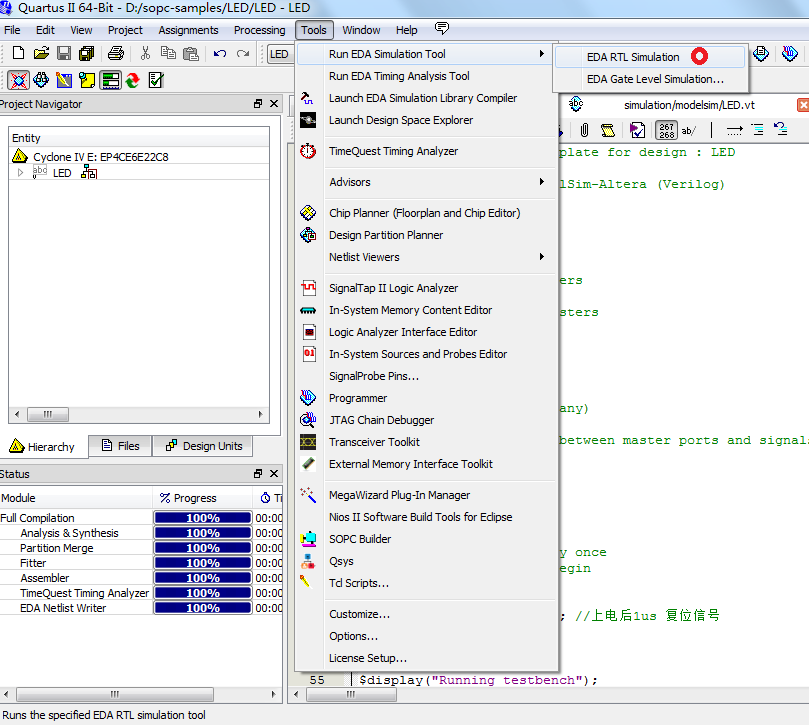 Quartus II 64-Bit - D:/sopc-samples/LED/LED - LED
File Edit View Project Assignments Processing Tools Window Help
LED
Project Navigator
Entity
Cyclone IV E: EP4CE6E22C8
abc LED
Hierarchy Files Design Units
Status
Module % Progress
Full Compilation 100% 00:00
Analysis & Synthesis 100% 00:00
Partition Merge 100% 00:00
Fitter 100% 00:00
Assembler 100% 00:00
TimeQuest Timing Analyzer 100% 00:00
EDA Netlist Writer 100% 00:00
Run EDA Simulation Tool
Run EDA Timing Analysis Tool
Launch EDA Simulation Library Compiler
Launch Design Space Explorer
TimeQuest Timing Analyzer
Advisors
Chip Planner (Floorplan and Chip Editor)
Design Partition Planner
Netlist Viewers
SignalTap II Logic Analyzer
In-System Memory Content Editor
Logic Analyzer Interface Editor
In-System Sources and Probes Editor
SignalProbe Pins...
Programmer
JTAG Chain Debugger
Transceiver Toolkit
External Memory Interface Toolkit
MegaWizard Plug-In Manager
Nios II Software Build Tools for Eclipse
SOPC Builder
Qsys
Tcl Scripts...
Customize...
Options...
License Setup...
EDA RTL Simulation
EDA Gate Level Simulation...
simulation/modelsim/LED.vt
267
268
ab/
plate for design : LED
lSim-Altera (Verilog)
ers
sters
any)
between master ports and signals
y once
egin
; //上电后1us 复位信号
55 $display("Running testbench");
Runs the specified EDA RTL simulation tool